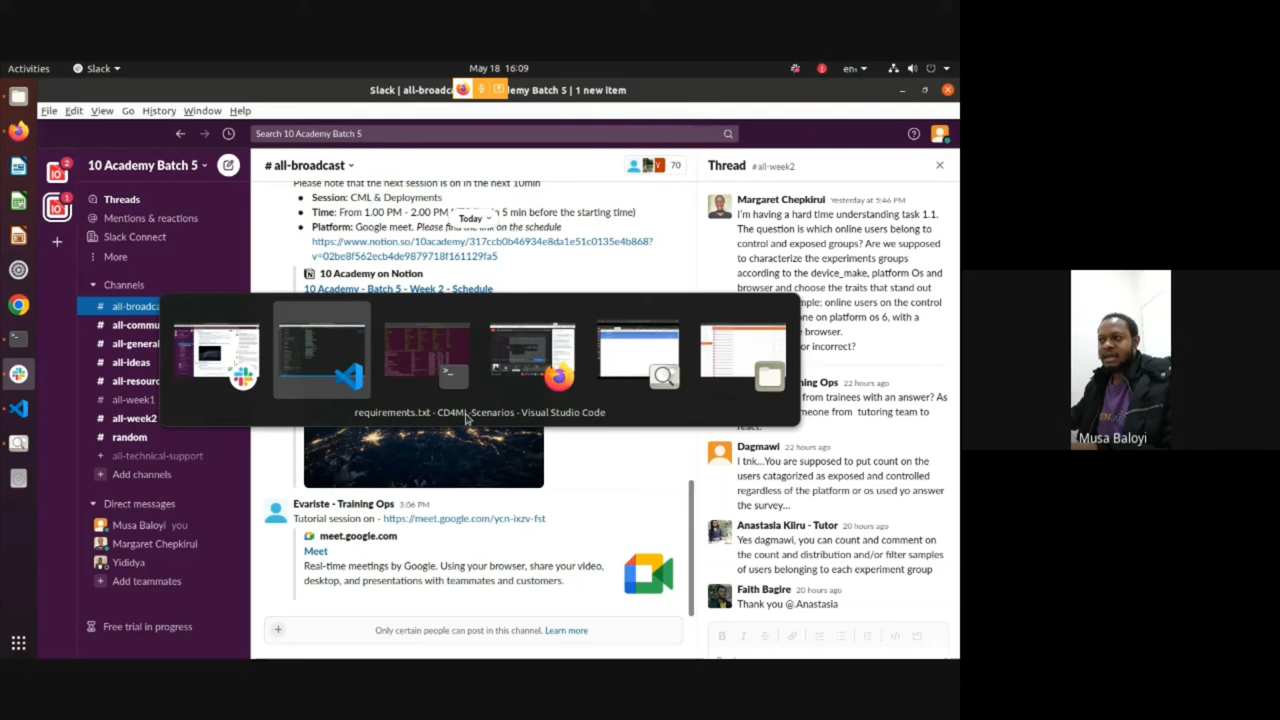 Activities
Slack
May 18 16:09
en
Slack | all-broadc
emy Batch 5 | 1 new item
File Edit View Go History Window Help
Search 10 Academy Batch 5
10 Academy Batch 5
Threads
Mentions & reactions
Slack Connect
More
Channels
# all-broadc
# all-commu
# all-general
# all-ideas
# all-resourc
# all-week1
# all-week2
# random
+ all-technical-support
+ Add channels
Direct messages
Musa Baloyi you
Margaret Chepkirui
Yididya
+ Add teammates
Free trial in progress
# all-broadcast
70
Please note that the next session is on in the next 10min
• Session: CML & Deployments
• Time: From 1.00 PM - 2.00 PM
n 5 min before the starting time)
Today
• Platform: Google meet. Please find the link on the schedule
https://www.notion.so/10academy/317ccb0b46934e8da1e51c0135e4b868?
v=02be8f562ecb4de9879718f161129fa5
10 Academy on Notion
10 Academy - Batch 5 - Week 2 - Schedule
requirements.txt - CD4ML-Scenarios - Visual Studio Code
Evariste - Training Ops 3:06 PM
Tutorial session on - https://meet.google.com/ycn-ixzv-fst
meet.google.com
Meet
Real-time meetings by Google. Using your browser, share your video,
desktop, and presentations with teammates and customers.
Only certain people can post in this channel. Learn more
Thread #all-week2
Margaret Chepkirui Yesterday at 5:46 PM
I'm having a hard time understanding task 1.1.
The question is which online users belong to
control and exposed groups? Are we supposed
to characterize the experiments groups
according to the device_make, platform Os and
browser and choose the traits that stand out
mple; online users on the control
one on platform os 6, with a
browser.
or incorrect?
ning Ops 22 hours ago
from trainees with an answer? As
meone from tutoring team to
react.
Dagmawi 22 hours ago
I tnk...You are supposed to put count on the
users catagorized as exposed and controlled
regardless of the platform or os used yo answer
the survey...
Anastasia Kiiru - Tutor 20 hours ago
Yes dagmawi, you can count and comment on
the count and distribution and/or filter samples
of users belonging to each experiment group
Faith Bagire 20 hours ago
Thank you @.Anastasia
Musa Baloyi